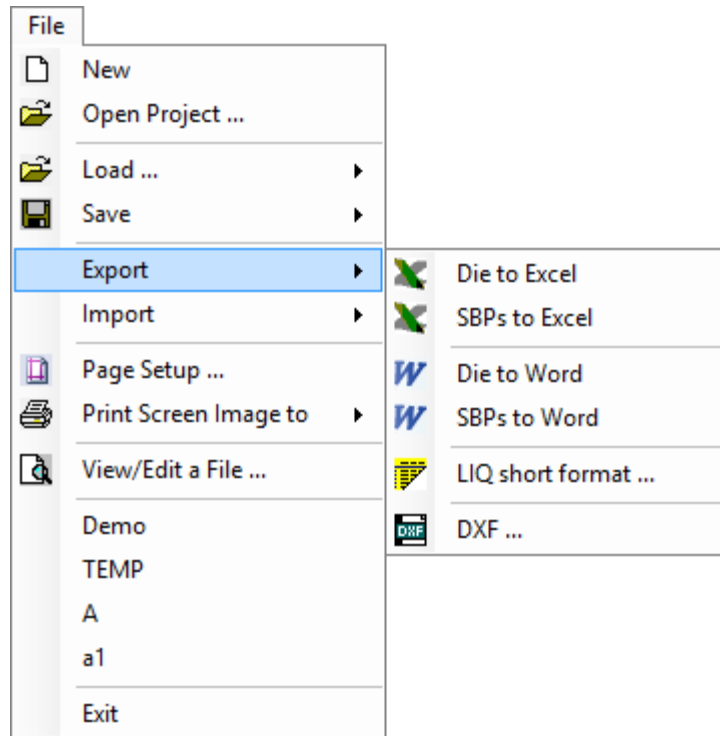 File
New
Open Project ...
Load ...
Save
Export
Import
Page Setup ...
Print Screen Image to
View/Edit a File ...
Demo
TEMP
A
a1
Exit
Die to Excel
SBPs to Excel
W Die to Word
W SBPs to Word
LIQ short format ...
DXF DXF ...